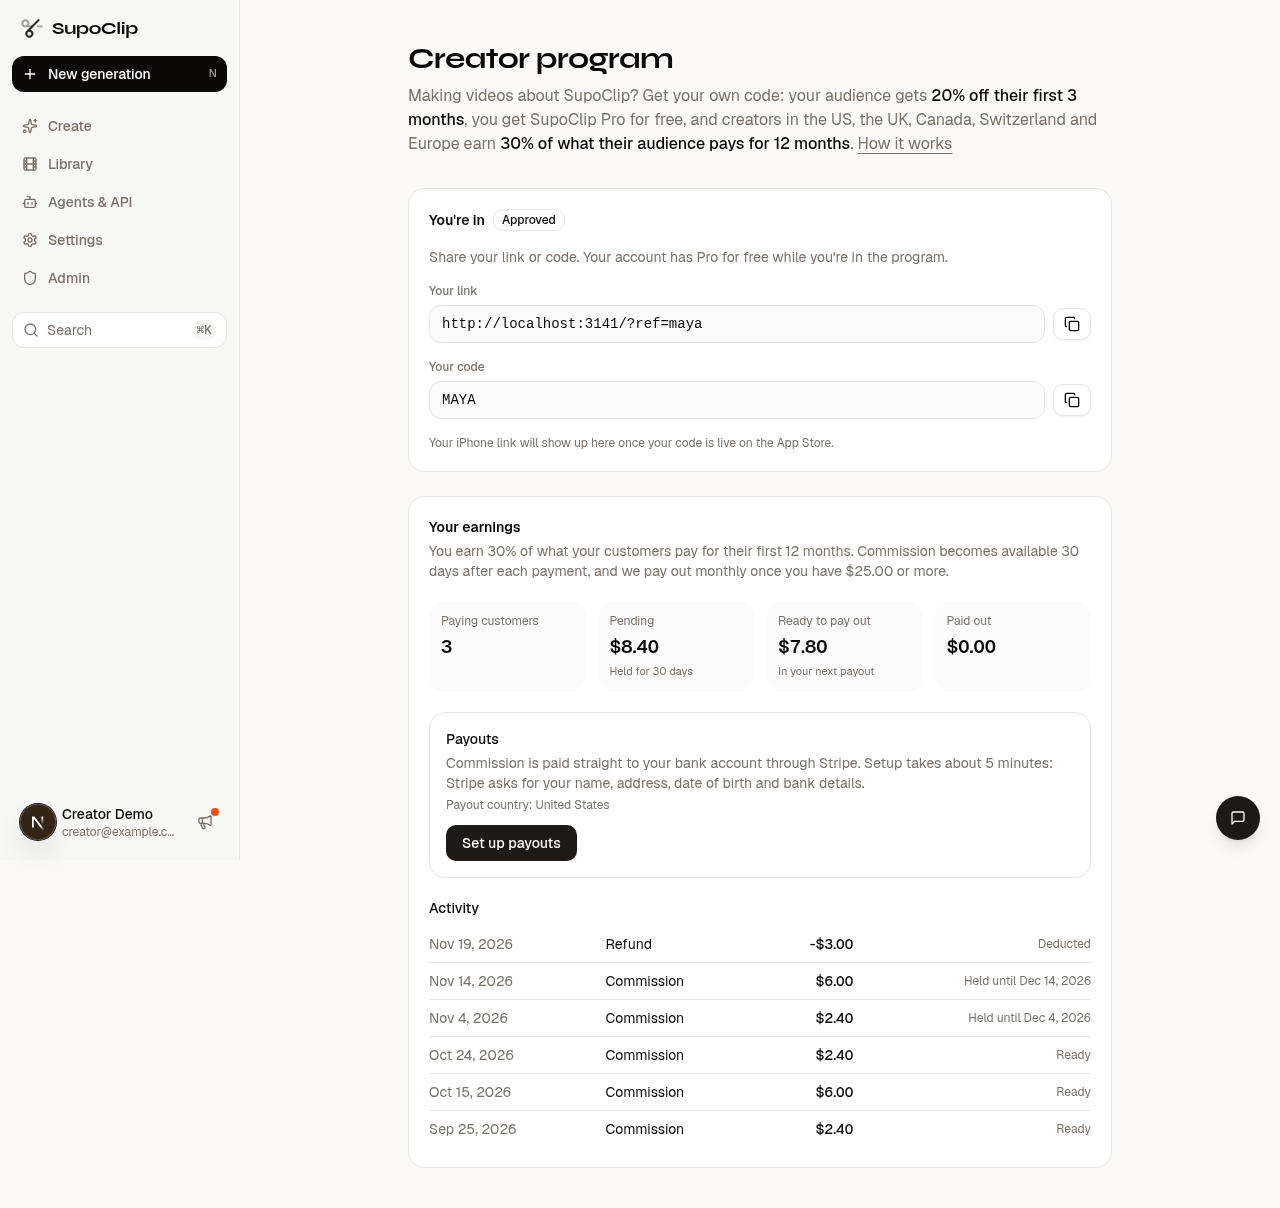 SupoClip
New generation N
Create
Library
Agents & API
Settings
Admin
Search ⌘K
Creator Demo
creator@example.c...
Creator program
Making videos about SupoClip? Get your own code: your audience gets 20% off their first 3
months, you get SupoClip Pro for free, and creators in the US, the UK, Canada, Switzerland and
Europe earn 30% of what their audience pays for 12 months. How it works
You're in Approved
Share your link or code. Your account has Pro for free while you're in the program.
Your link
http://localhost:3141/?ref=maya
Your code
MAYA
Your iPhone link will show up here once your code is live on the App Store.
Your earnings
You earn 30% of what your customers pay for their first 12 months. Commission becomes available 30
days after each payment, and we pay out monthly once you have $25.00 or more.
Paying customers
3
Pending
$8.40
Held for 30 days
Ready to pay out
$7.80
In your next payout
Paid out
$0.00
Payouts
Commission is paid straight to your bank account through Stripe. Setup takes about 5 minutes:
Stripe asks for your name, address, date of birth and bank details.
Payout country: United States
Set up payouts
Activity
Nov 19, 2026 Refund -$3.00 Deducted
Nov 14, 2026 Commission $6.00 Held until Dec 14, 2026
Nov 4, 2026 Commission $2.40 Held until Dec 4, 2026
Oct 24, 2026 Commission $2.40 Ready
Oct 15, 2026 Commission $6.00 Ready
Sep 25, 2026 Commission $2.40 Ready